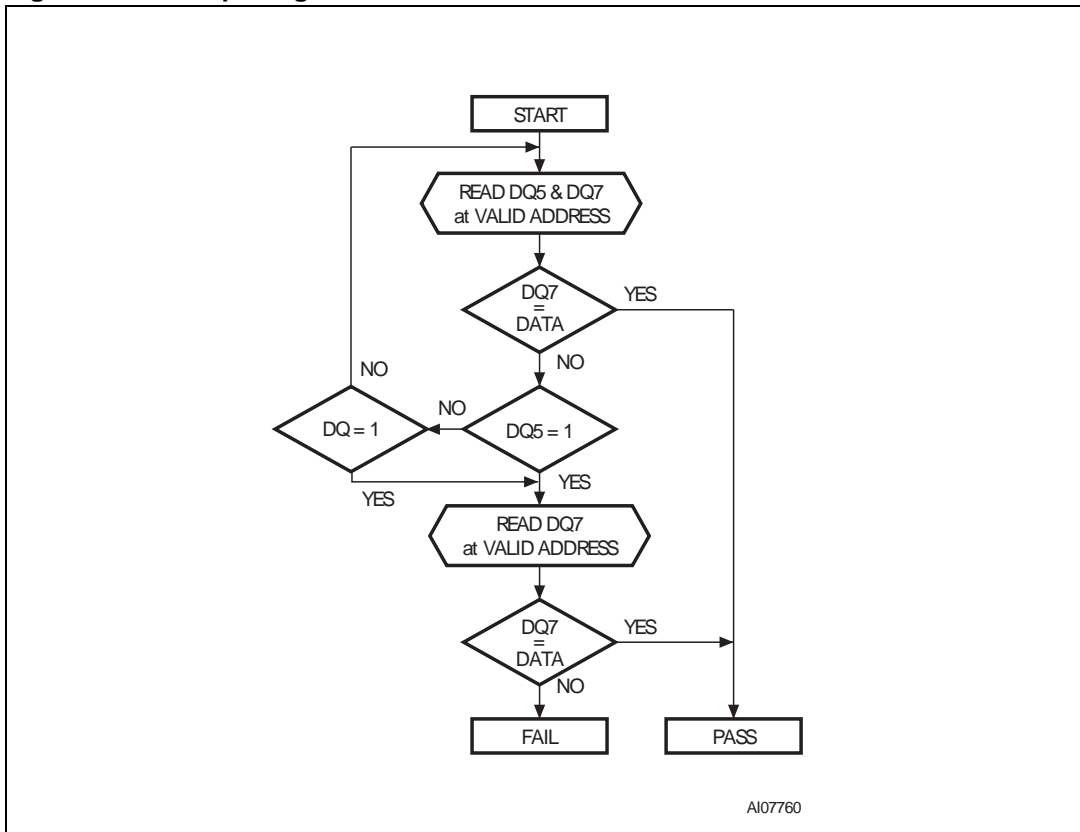 START
READ DQ5 & DQ7
at VALID ADDRESS
DQ7
=
DATA
YES
NO
NO
DQ = 1
NO
DQ5 = 1
YES
YES
READ DQ7
at VALID ADDRESS
DQ7
=
DATA
YES
NO
FAIL
PASS
AI07760